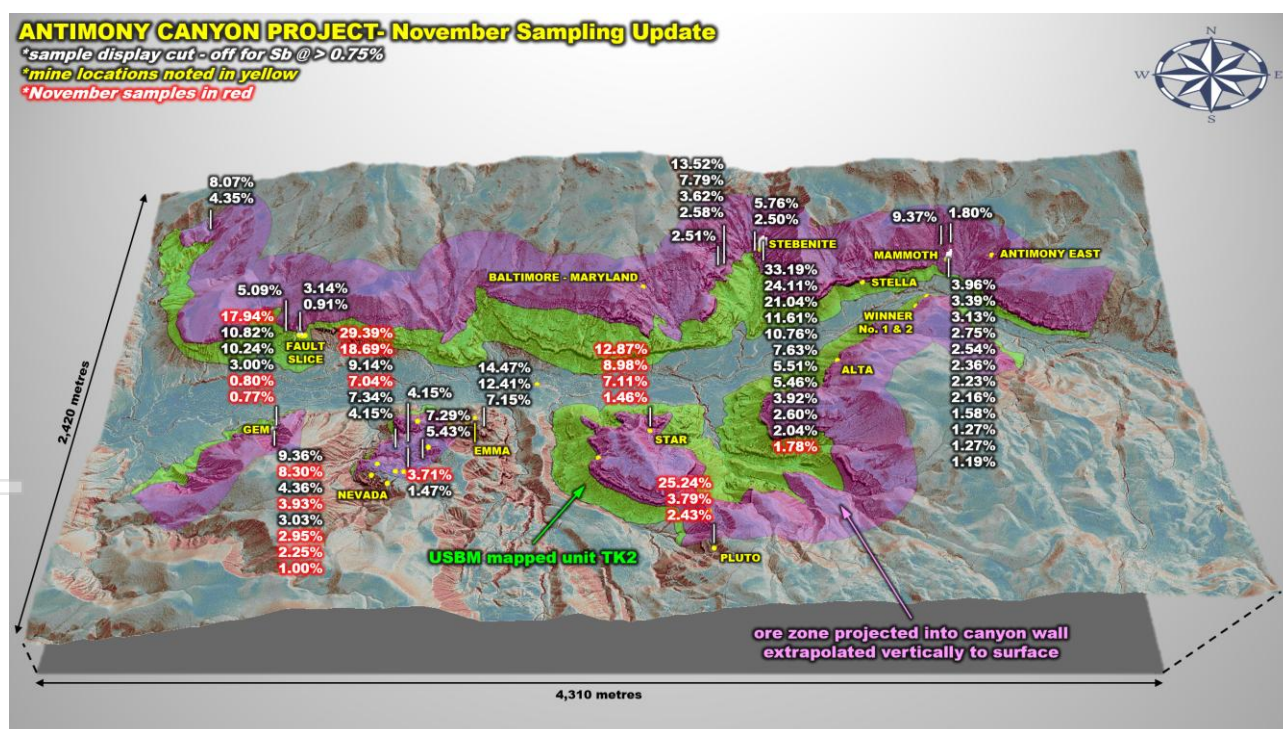 ANTIMONY CANYON PROJECT- November Sampling Update
*sample display cut - off for Sb @ > 0.75%
*mine locations noted in yellow
*November samples in red
N
W
E
S
8.07%
4.35%
13.52%
7.79%
3.62%
2.58%
2.51%
5.76%
2.50%
STEBENITE
9.37%
1.80%
MAMMOTH
ANTIMONY EAST
BALTIMORE - MARYLAND
STELLA
WINNER
No. 1 & 2
ALTA
5.09%
3.14%
0.91%
FAULT
SLICE
17.94%
10.82%
10.24%
3.00%
0.80%
0.77%
GEM
29.39%
18.69%
9.14%
7.04%
7.34%
4.15%
4.15%
7.29%
5.43%
14.47%
12.41%
7.15%
EMMA
3.71%
1.47%
NEVADA
12.87%
8.98%
7.11%
1.46%
STAR
33.19%
24.11%
21.04%
11.61%
10.76%
7.63%
5.51%
5.46%
3.92%
2.60%
2.04%
1.78%
3.96%
3.39%
3.13%
2.75%
2.54%
2.36%
2.23%
2.16%
1.58%
1.27%
1.27%
1.19%
9.36%
8.30%
4.36%
3.93%
3.03%
2.95%
2.25%
1.00%
25.24%
3.79%
2.43%
PLUTO
USBM mapped unit TK2
ore zone projected into canyon wall
extrapolated vertically to surface
2,420 metres
4,310 metres